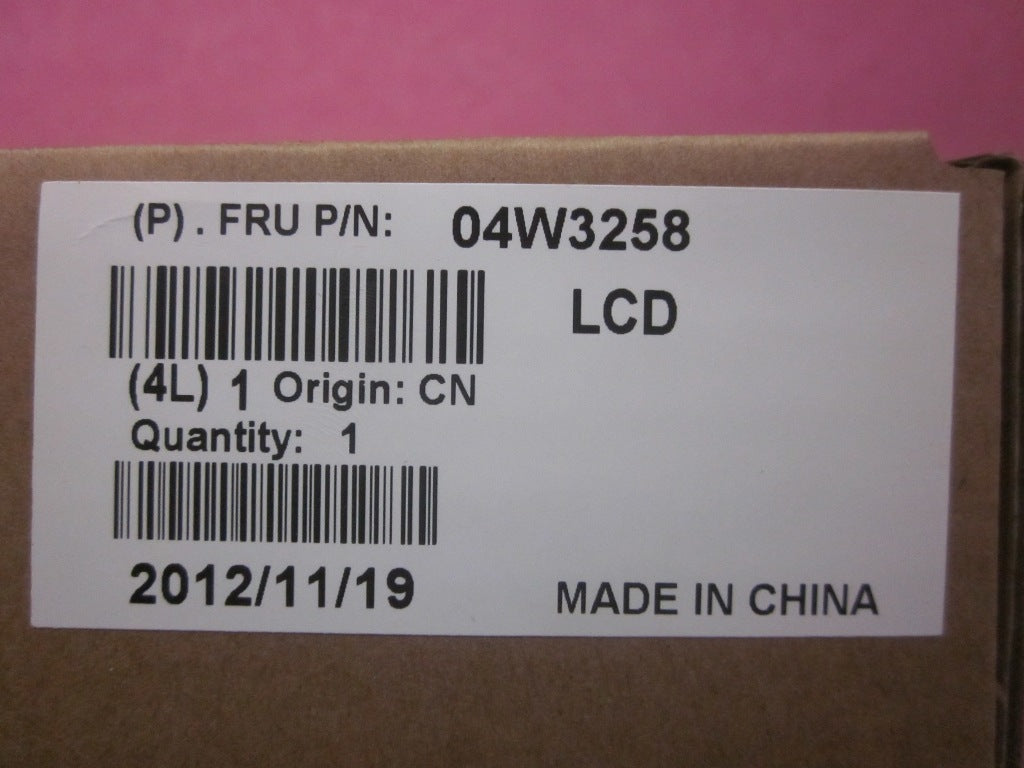 (P) . FRU P/N: 04W3258
LCD
(4L) 1 Origin: CN
Quantity: 1
2012/11/19
MADE IN CHINA